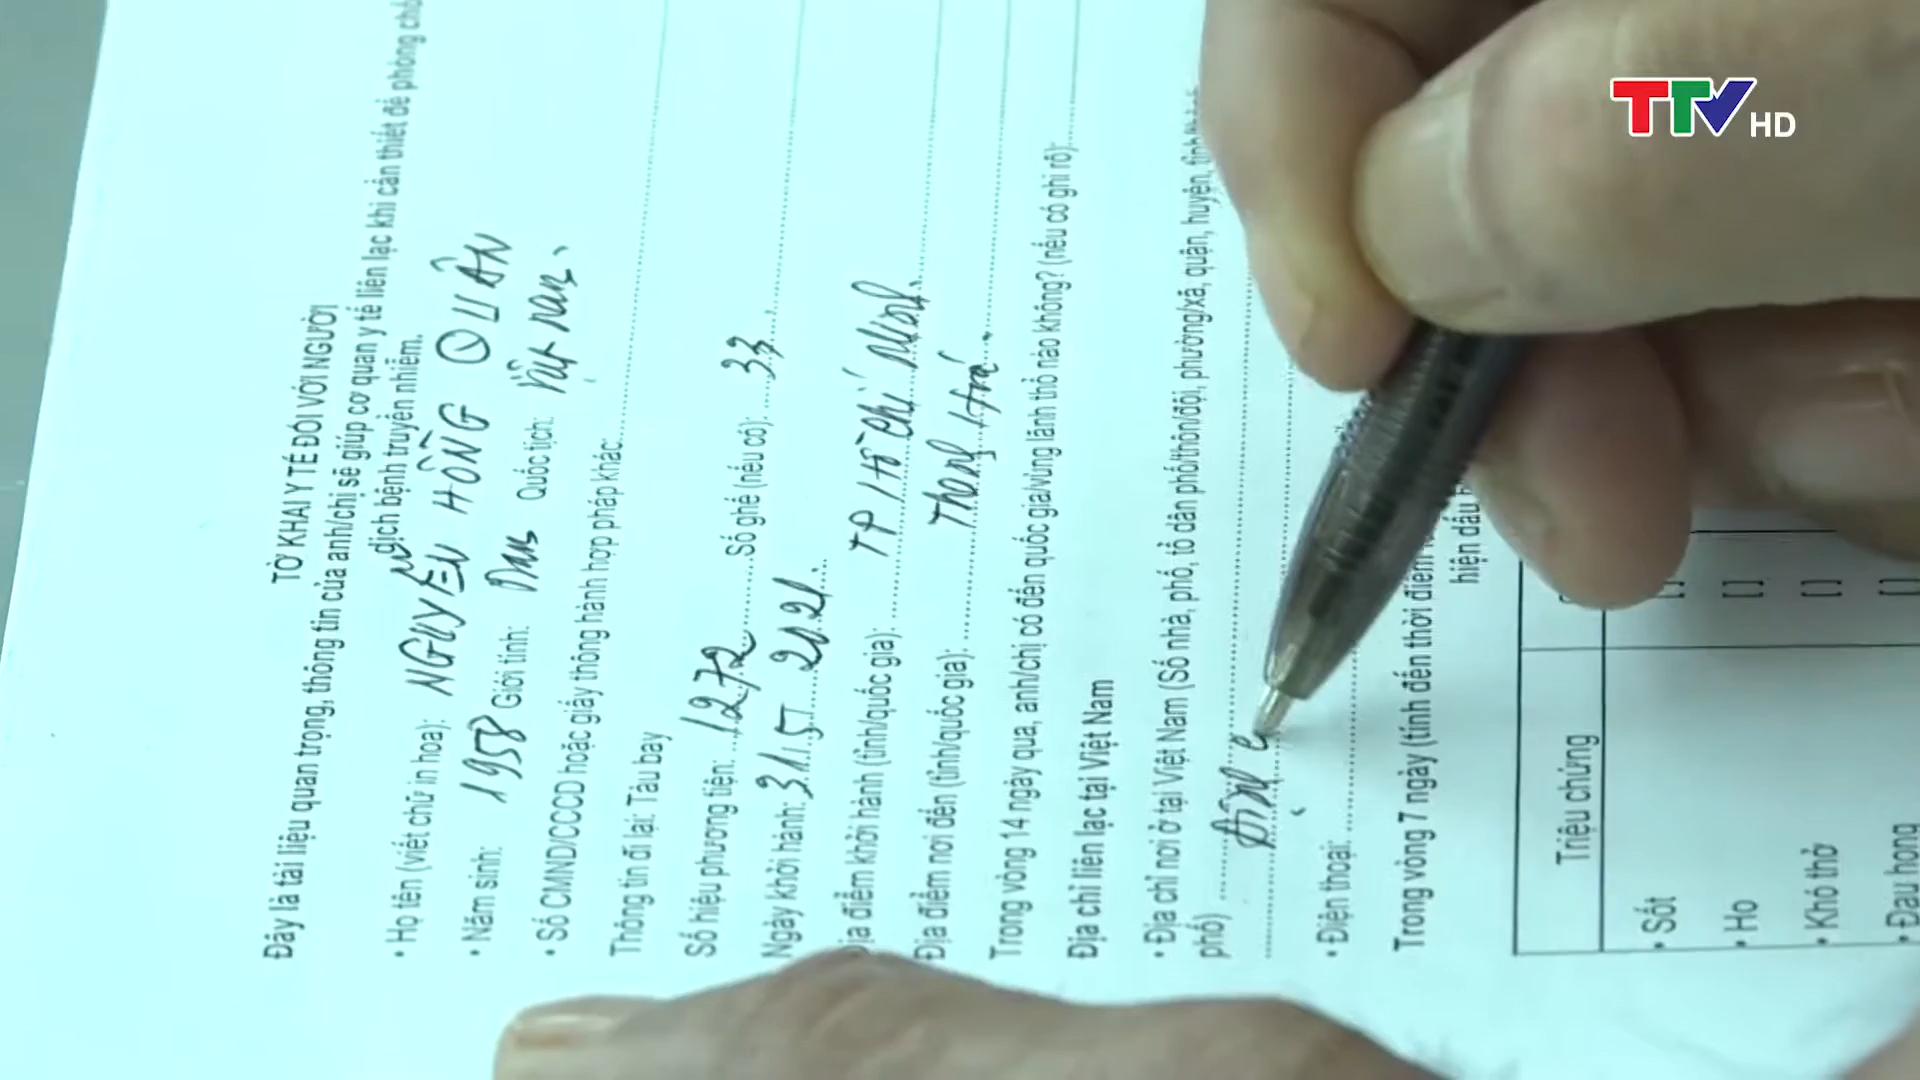 TTV HD
TỜ KHAI Y TẾ ĐỐI VỚI NGƯỜI
Đây là tài liệu quan trọng, thông tin của anh/chị sẽ giúp cơ quan y tế liên lạc khi cần thiết để phòng
dịch bệnh truyền nhiễm.
• Họ tên (viết chữ in hoa): NGUYỄN HỒNG QUÂN
• Năm sinh: 1958 Giới tính: Nam Quốc tịch: Việt Nam
• Số CMND/CCCD hoặc giấy thông hành hợp pháp khác:
Thông tin đi lại: Tàu bay
Số hiệu phương tiện: 1272 Số ghế (nếu có): 33
Ngày khởi hành: 31 5 2021
Địa điểm khởi hành (tỉnh/quốc gia): TP Hồ Chí Minh
Địa điểm nơi đến (tỉnh/quốc gia): Thanh Hoá
Trong vòng 14 ngày qua, anh/chị có đến quốc gia/vùng lãnh thổ nào không? (nếu có ghi rõ):
Địa chỉ liên lạc tại Việt Nam
• Địa chỉ nơi ở tại Việt Nam (Số nhà, phố, tổ dân phố/thôn/đội, phường/xã, quận, huyện,
phố)
• Điện thoại:
Trong vòng 7 ngày (tính đến thời điểm
hiện dấu
Triệu chứng
• Sốt [ ]
• Ho [ ]
• Khó thở [ ]
• Đau họng [ ]